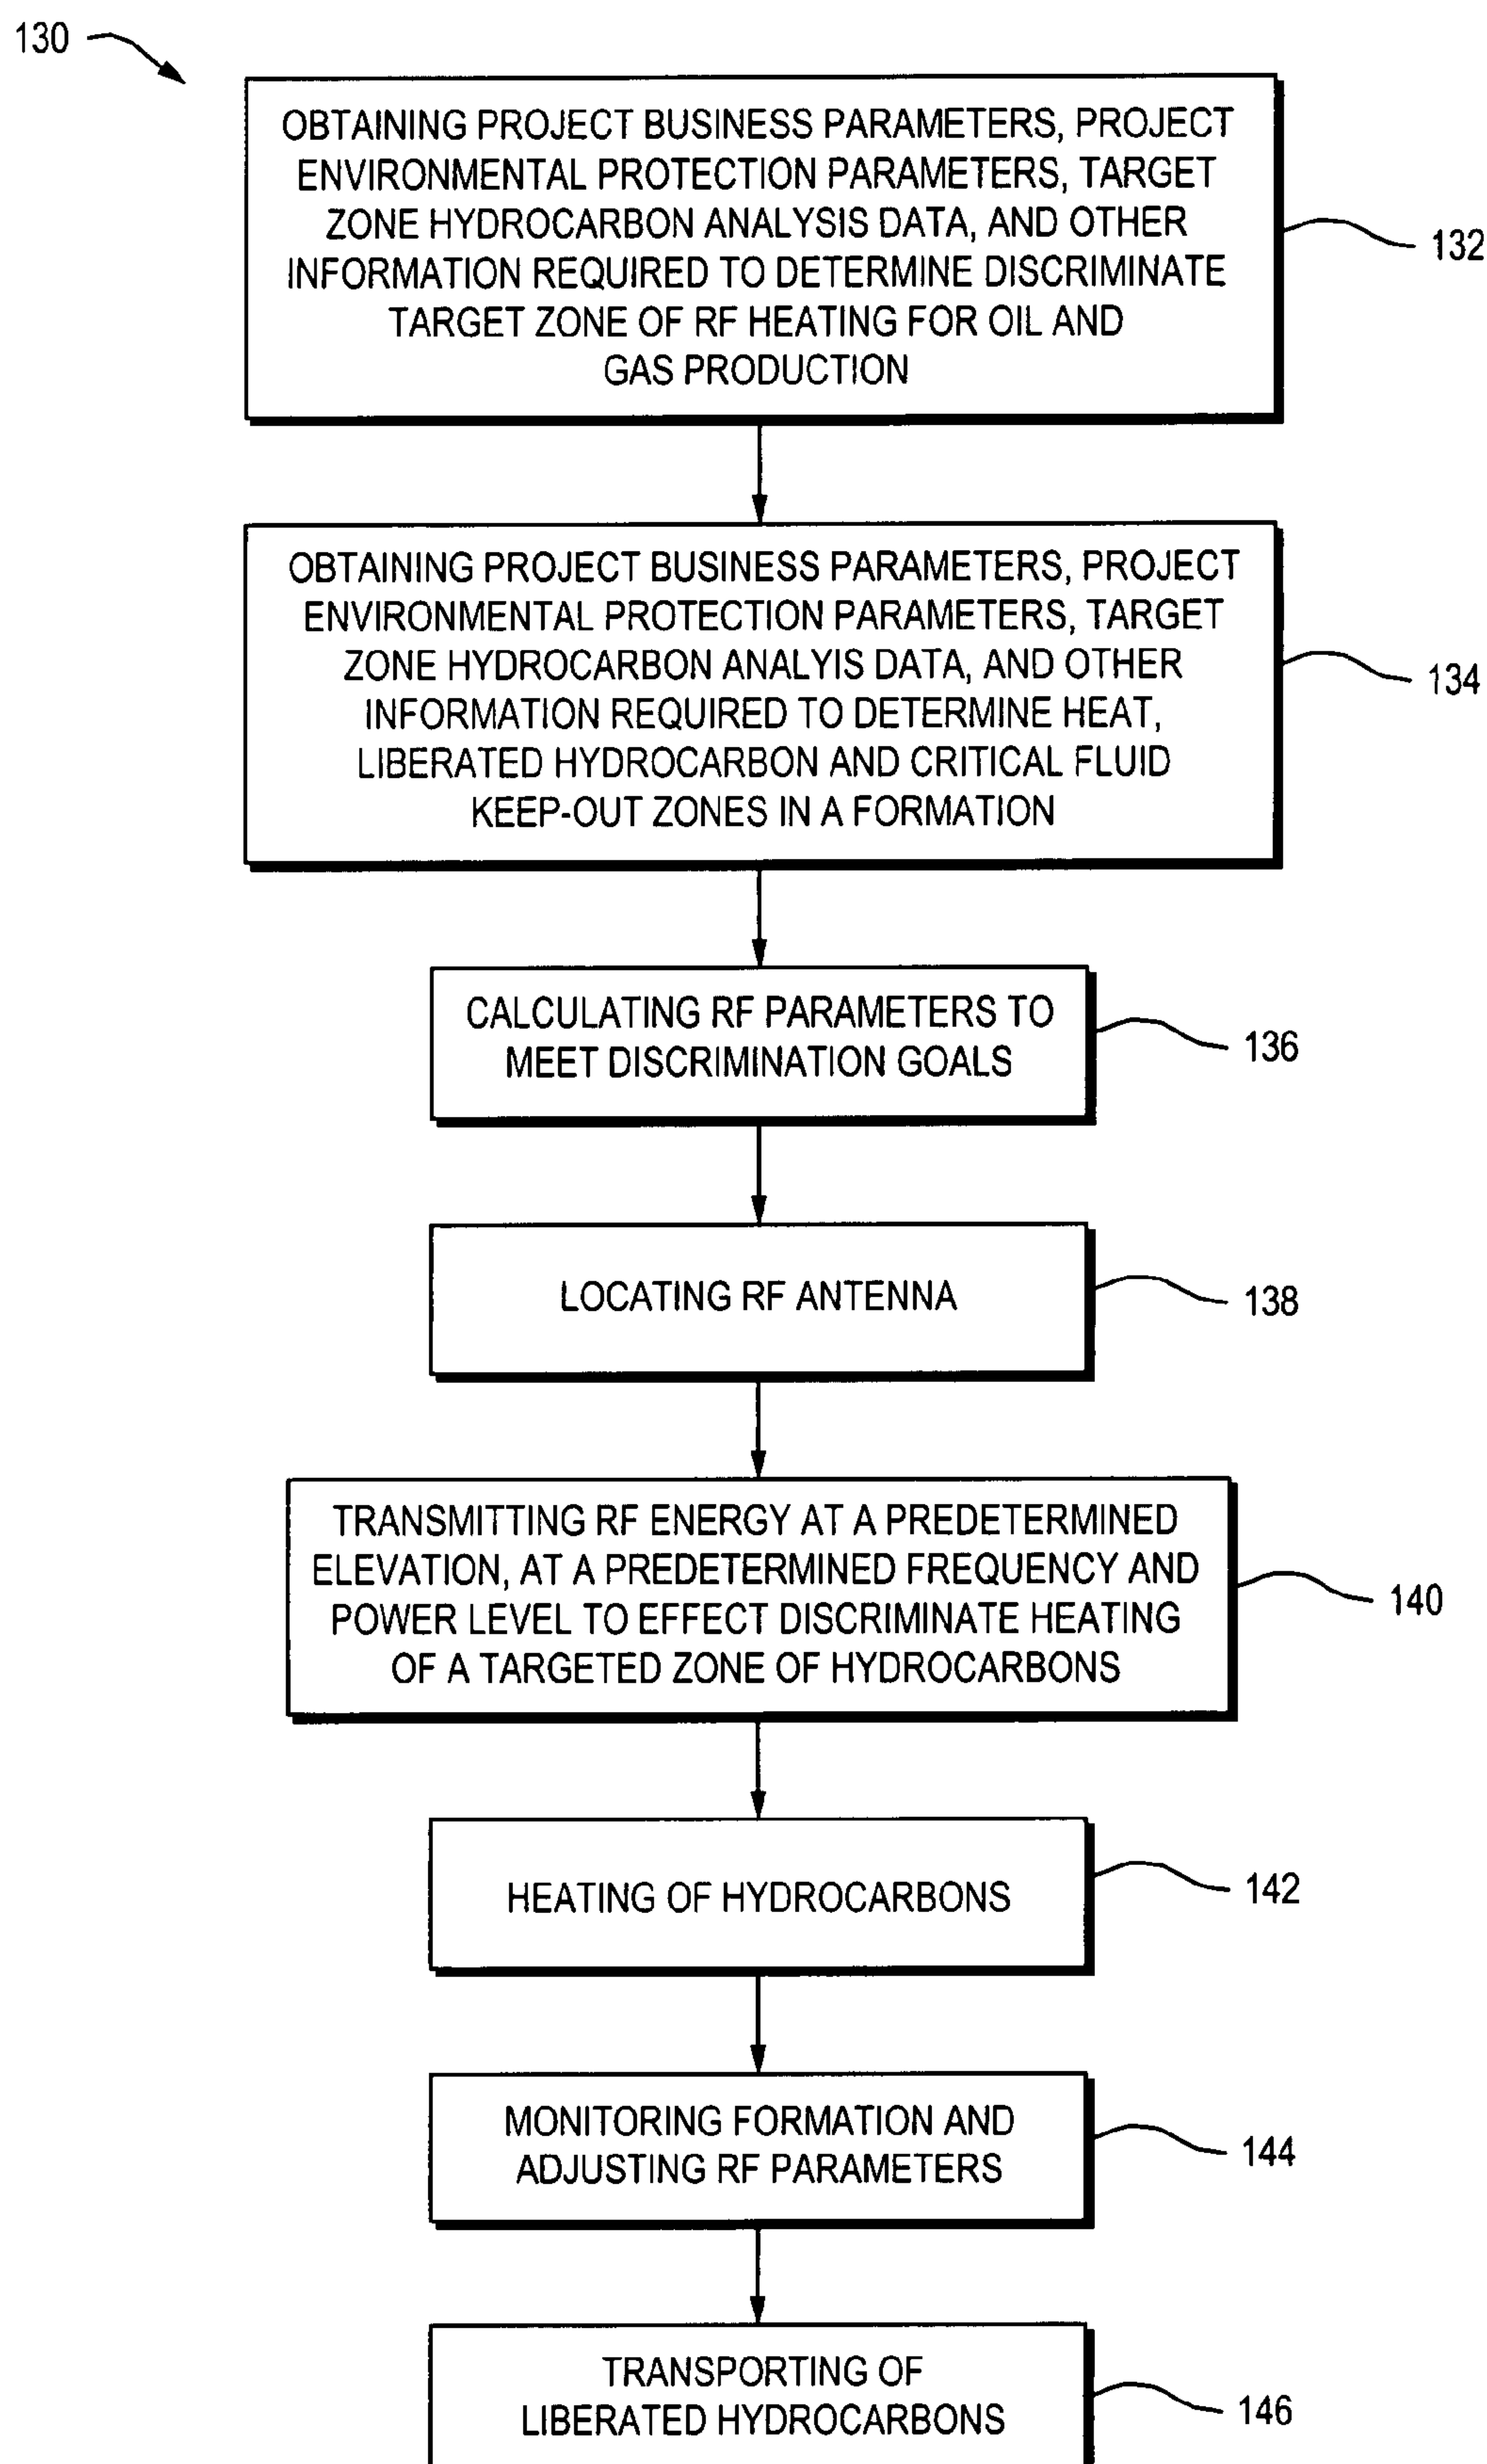 130
OBTAINING PROJECT BUSINESS PARAMETERS, PROJECT
ENVIRONMENTAL PROTECTION PARAMETERS, TARGET
ZONE HYDROCARBON ANALYSIS DATA, AND OTHER
INFORMATION REQUIRED TO DETERMINE DISCRIMINATE
TARGET ZONE OF RF HEATING FOR OIL AND
GAS PRODUCTION
132
OBTAINING PROJECT BUSINESS PARAMETERS, PROJECT
ENVIRONMENTAL PROTECTION PARAMETERS, TARGET
ZONE HYDROCARBON ANALYIS DATA, AND OTHER
INFORMATION REQUIRED TO DETERMINE HEAT,
LIBERATED HYDROCARBON AND CRITICAL FLUID
KEEP-OUT ZONES IN A FORMATION
134
CALCULATING RF PARAMETERS TO
MEET DISCRIMINATION GOALS
136
LOCATING RF ANTENNA
138
TRANSMITTING RF ENERGY AT A PREDETERMINED
ELEVATION, AT A PREDETERMINED FREQUENCY AND
POWER LEVEL TO EFFECT DISCRIMINATE HEATING
OF A TARGETED ZONE OF HYDROCARBONS
140
HEATING OF HYDROCARBONS
142
MONITORING FORMATION AND
ADJUSTING RF PARAMETERS
144
TRANSPORTING OF
LIBERATED HYDROCARBONS
146